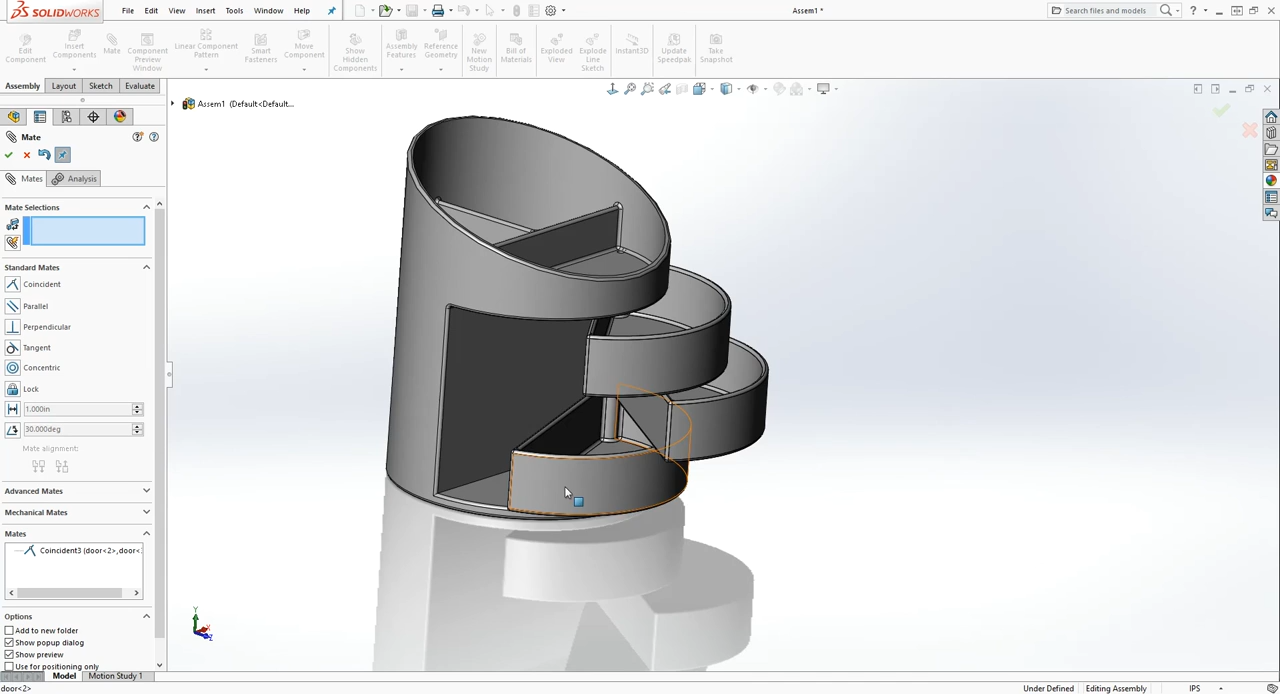 SOLIDWORKS File Edit View Insert Tools Window Help Assem1 * Search files and models
Edit Component Insert Components Mate Component Preview Window Linear Component Pattern Smart Fasteners Move Component Show Hidden Components Assembly Features Reference Geometry New Motion Study Bill of Materials Exploded View Explode Line Sketch Instant3D Update Speedpak Take Snapshot
Assembly Layout Sketch Evaluate
Assem1 (Default<Default...
Mate
Mates Analysis
Mate Selections
Standard Mates
Coincident
Parallel
Perpendicular
Tangent
Concentric
Lock
1.000in
30.000deg
Mate alignment:
Advanced Mates
Mechanical Mates
Mates
Coincident3 (door<2>,door<
Options
Add to new folder
Show popup dialog
Show preview
Use for positioning only
Y
Model Motion Study 1
door<2> Under Defined Editing Assembly IPS